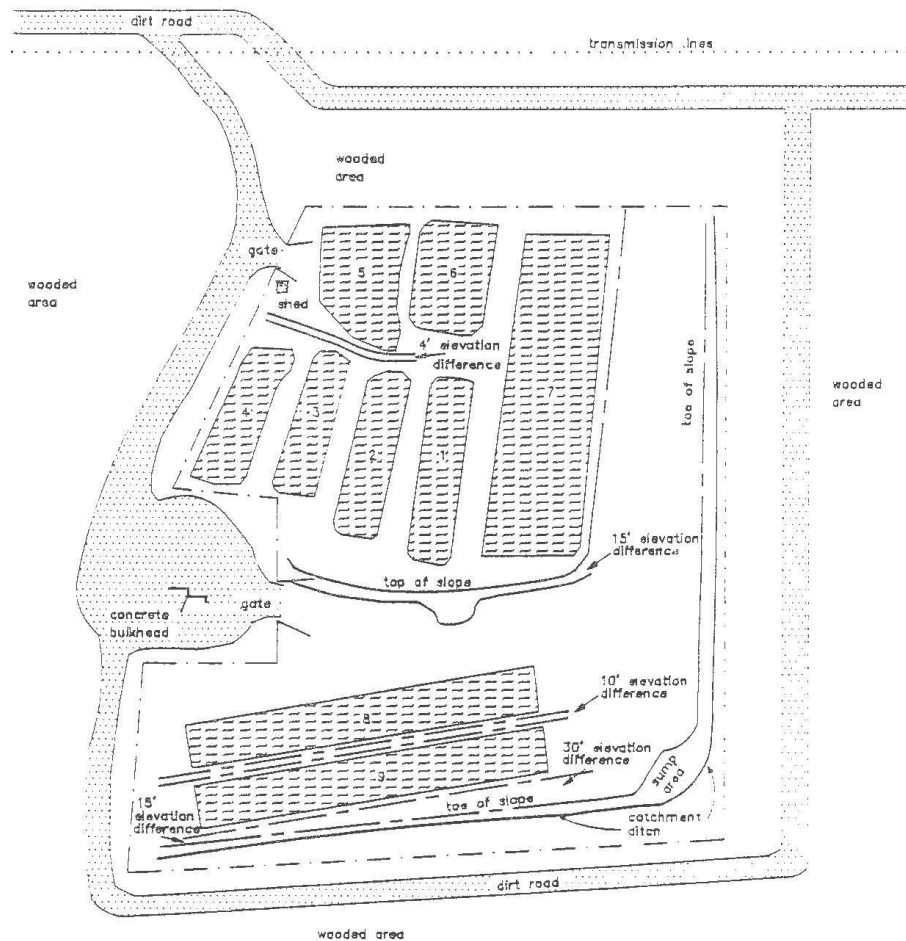 dirt road
transmission lines
wooded
area
gate
5
6
wooded
area
shed
4' elevation
difference
toe of slope
7
wooded
area
4
3
2
1
15' elevation
difference
top of slope
gate
concrete
bulkhead
10' elevation
difference
8
30' elevation
difference
9
sump
area
15'
elevation
difference
toe of slope
catchment
ditch
dirt road
wooded area